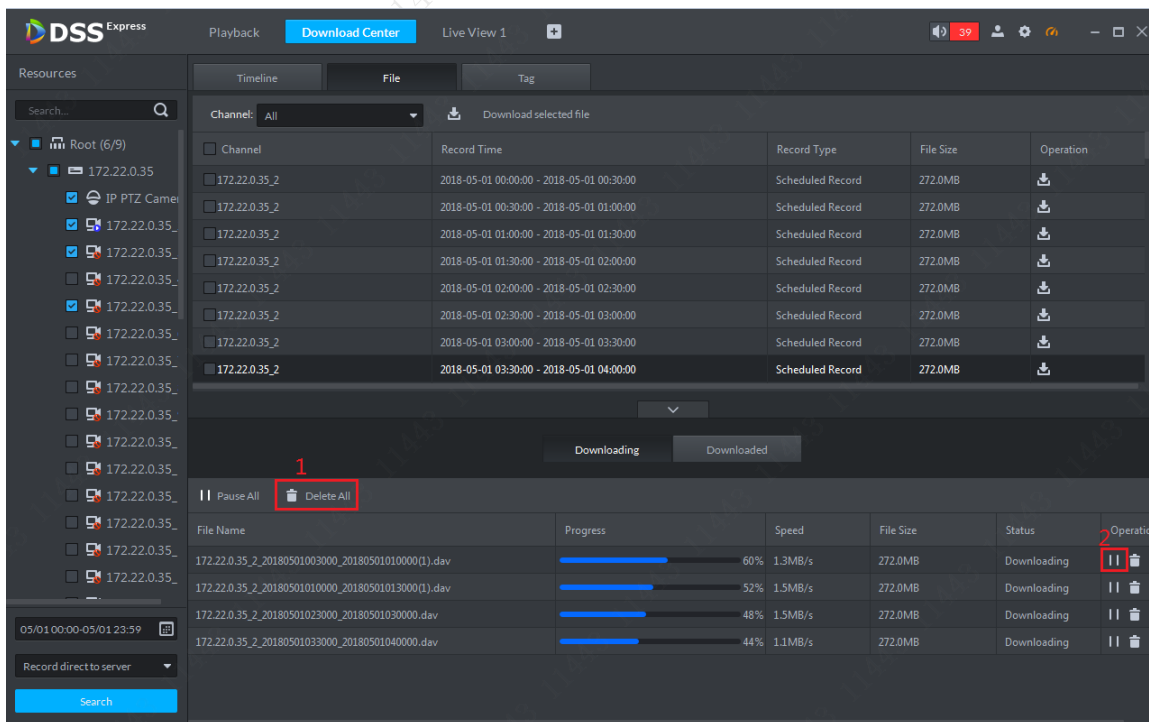 DSS Express Playback Download Center Live View 1 39
Resources
Timeline File Tag
Search...
Channel: All Download selected file
Root (6/9)
Channel Record Time Record Type File Size Operation
172.22.0.35
172.22.0.35_2 2018-05-01 00:00:00 - 2018-05-01 00:30:00 Scheduled Record 272.0MB
IP PTZ Camer
172.22.0.35_2 2018-05-01 00:30:00 - 2018-05-01 01:00:00 Scheduled Record 272.0MB
172.22.0.35_
172.22.0.35_2 2018-05-01 01:00:00 - 2018-05-01 01:30:00 Scheduled Record 272.0MB
172.22.0.35_
172.22.0.35_2 2018-05-01 01:30:00 - 2018-05-01 02:00:00 Scheduled Record 272.0MB
172.22.0.35_
172.22.0.35_2 2018-05-01 02:00:00 - 2018-05-01 02:30:00 Scheduled Record 272.0MB
172.22.0.35_
172.22.0.35_2 2018-05-01 02:30:00 - 2018-05-01 03:00:00 Scheduled Record 272.0MB
172.22.0.35_
172.22.0.35_2 2018-05-01 03:00:00 - 2018-05-01 03:30:00 Scheduled Record 272.0MB
172.22.0.35_
172.22.0.35_2 2018-05-01 03:30:00 - 2018-05-01 04:00:00 Scheduled Record 272.0MB
172.22.0.35_
172.22.0.35_
172.22.0.35_
Downloading Downloaded
172.22.0.35_
1
172.22.0.35_
Pause All Delete All
172.22.0.35_
File Name Progress Speed File Size Status Operatio
2
172.22.0.35_
172.22.0.35_2_20180501003000_20180501010000(1).dav 60% 1.3MB/s 272.0MB Downloading
172.22.0.35_
172.22.0.35_2_20180501010000_20180501013000(1).dav 52% 1.5MB/s 272.0MB Downloading
172.22.0.35_2_20180501023000_20180501030000.dav 48% 1.5MB/s 272.0MB Downloading
05/01 00:00-05/01 23:59
172.22.0.35_2_20180501033000_20180501040000.dav 44% 1.1MB/s 272.0MB Downloading
Record direct to server
Search